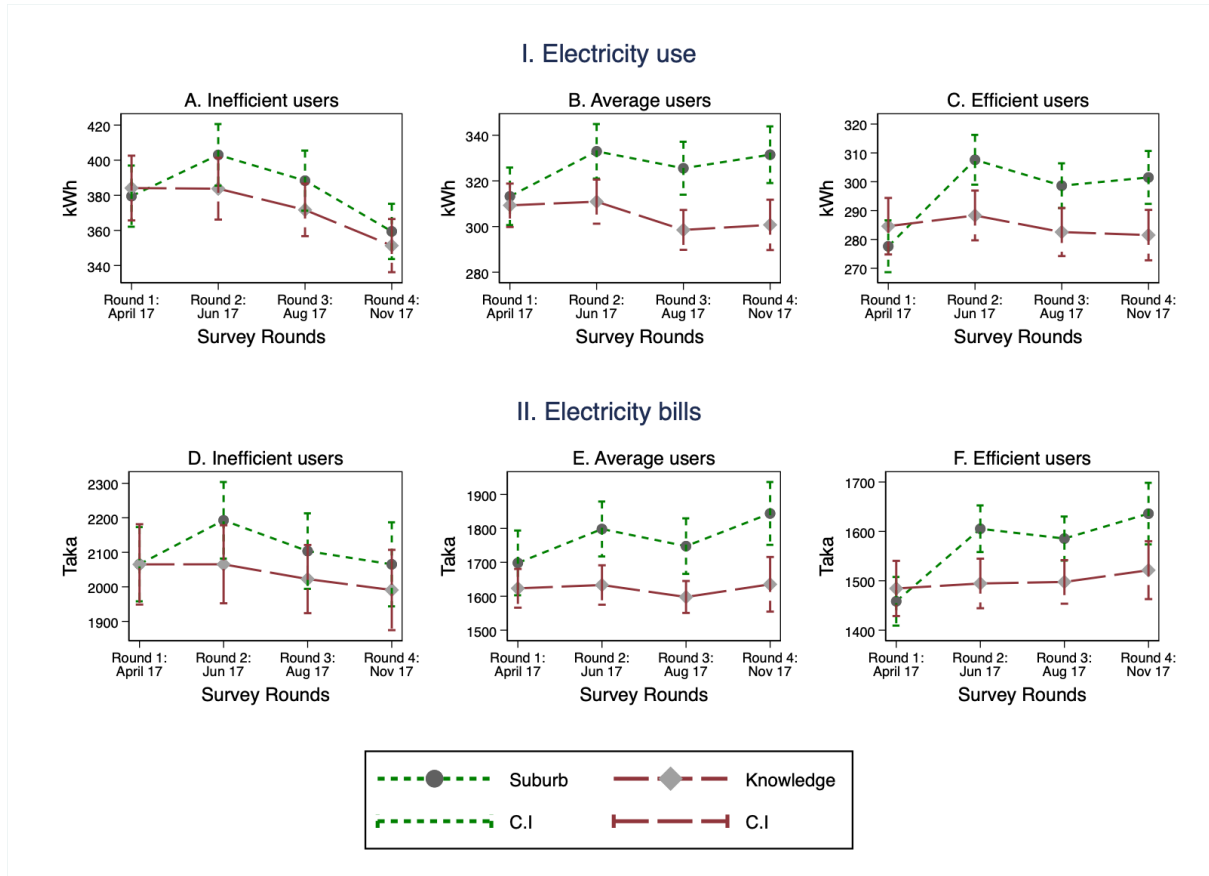 I. Electricity use
A. Inefficient users
B. Average users
C. Efficient users
kWh
420
400
380
360
340
Round 1: Round 2: Round 3: Round 4:
April 17 Jun 17 Aug 17 Nov 17
Survey Rounds
kWh
340
320
300
280
Round 1: Round 2: Round 3: Round 4:
April 17 Jun 17 Aug 17 Nov 17
Survey Rounds
kWh
320
310
300
290
280
270
Round 1: Round 2: Round 3: Round 4:
April 17 Jun 17 Aug 17 Nov 17
Survey Rounds
II. Electricity bills
D. Inefficient users
E. Average users
F. Efficient users
Taka
2300
2200
2100
2000
1900
Round 1: Round 2: Round 3: Round 4:
April 17 Jun 17 Aug 17 Nov 17
Survey Rounds
Taka
1900
1800
1700
1600
1500
Round 1: Round 2: Round 3: Round 4:
April 17 Jun 17 Aug 17 Nov 17
Survey Rounds
Taka
1700
1600
1500
1400
Round 1: Round 2: Round 3: Round 4:
April 17 Jun 17 Aug 17 Nov 17
Survey Rounds
Suburb Knowledge
C.I C.I